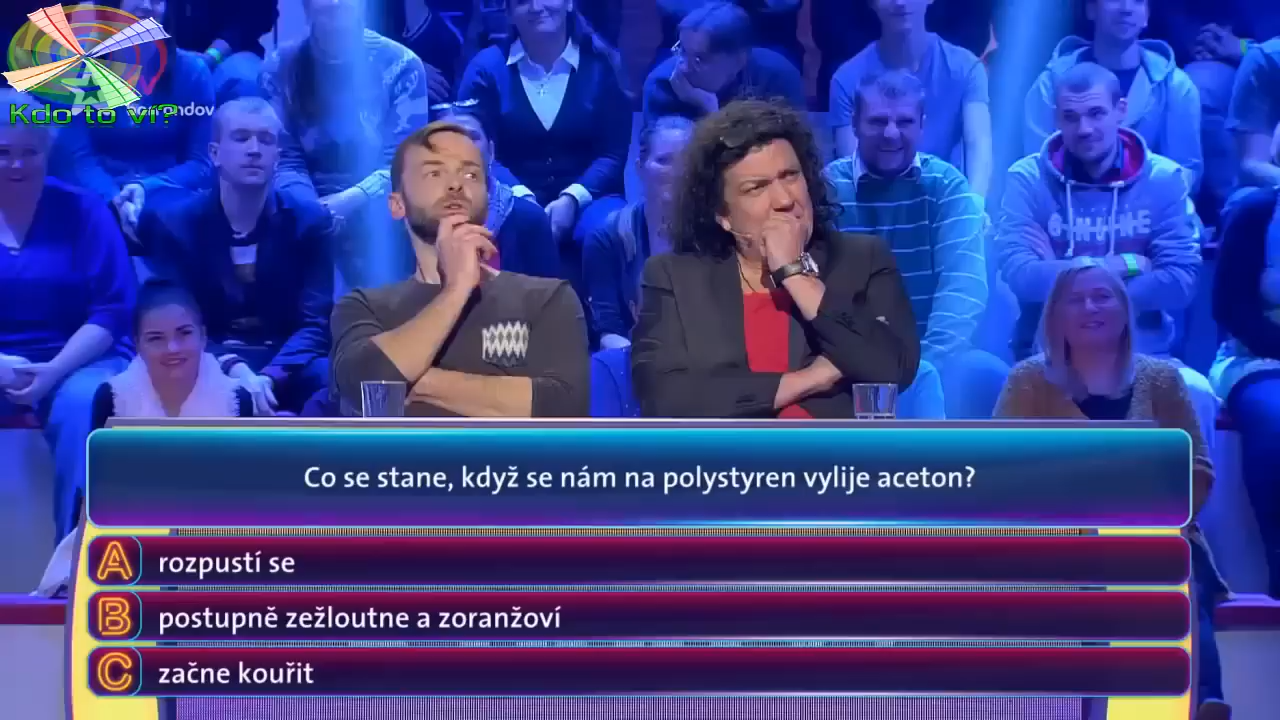 Kdo to ví?
GENUINE
Co se stane, když se nám na polystyren vylije aceton?
A rozpustí se
B postupně zežloutne a zoranžoví
C začne kouřit